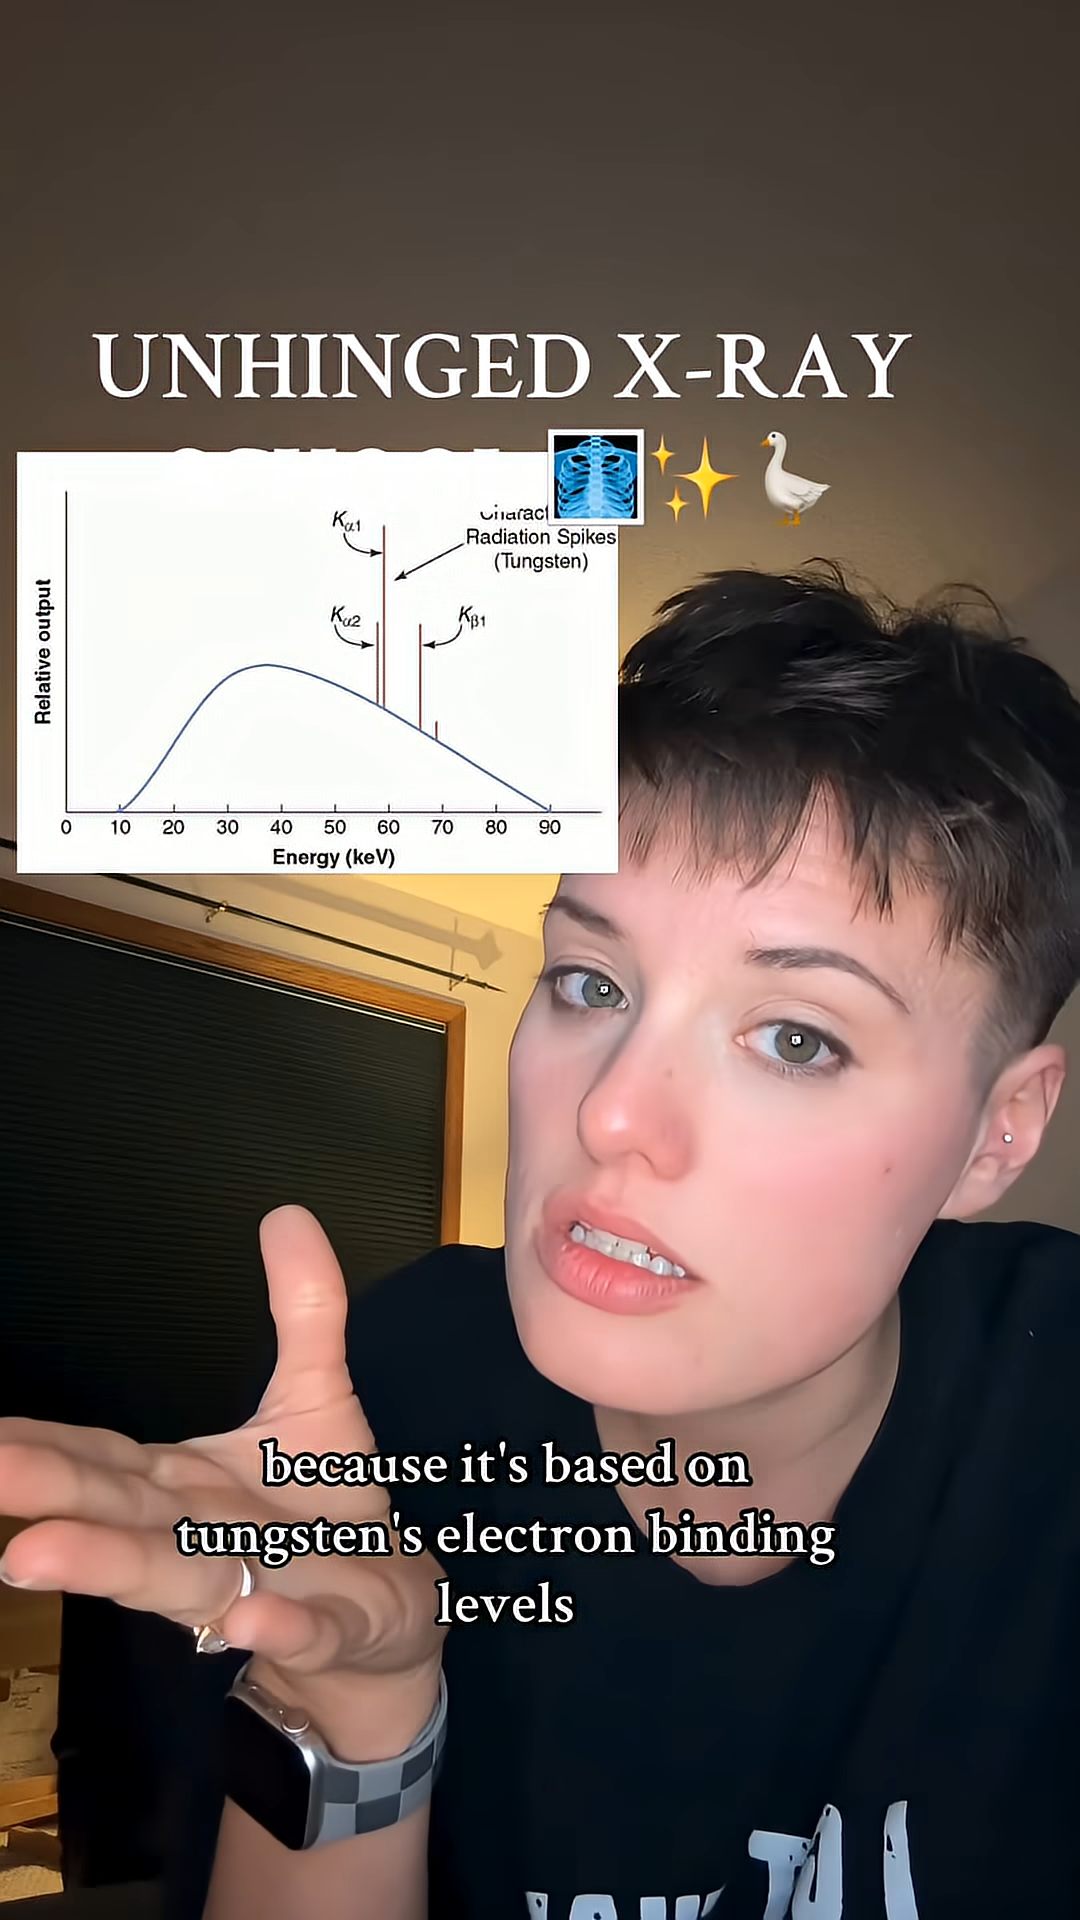 UNHINGED X-RAY
Kα1
Radiation Spikes
(Tungsten)
Kα2
Kβ1
Relative output
0 10 20 30 40 50 60 70 80 90
Energy (keV)
because it's based on
tungsten's electron binding
levels